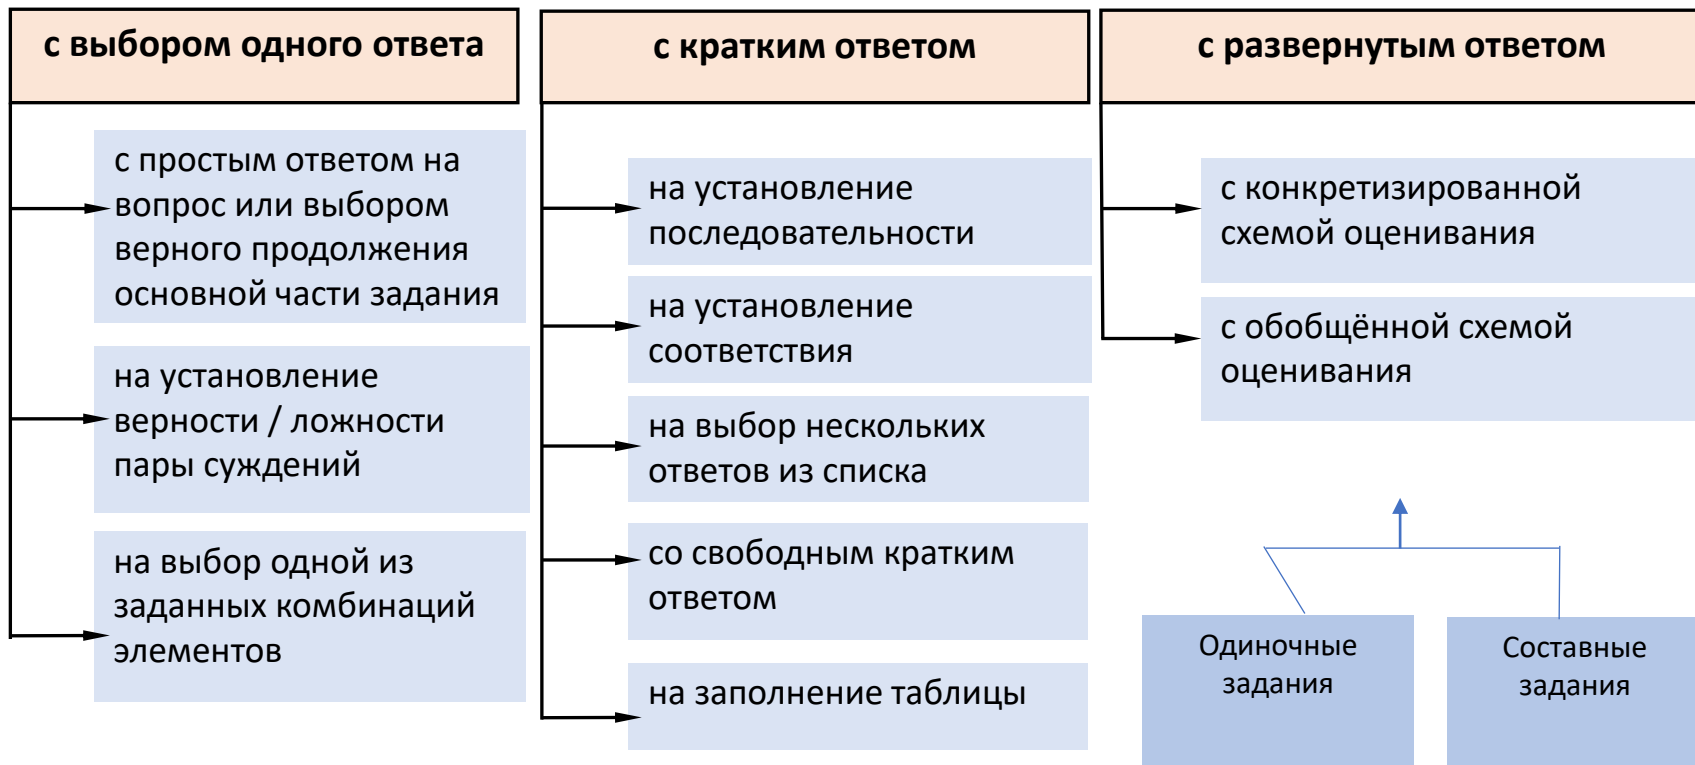 с выбором одного ответа
с простым ответом на
вопрос или выбором
верного продолжения
основной части задания
на установление
верности / ложности
пары суждений
на выбор одной из
заданных комбинаций
элементов
с кратким ответом
на установление
последовательности
на установление
соответствия
на выбор нескольких
ответов из списка
со свободным кратким
ответом
на заполнение таблицы
с развернутым ответом
с конкретизированной
схемой оценивания
с обобщённой схемой
оценивания
Одиночные
задания
Составные
задания